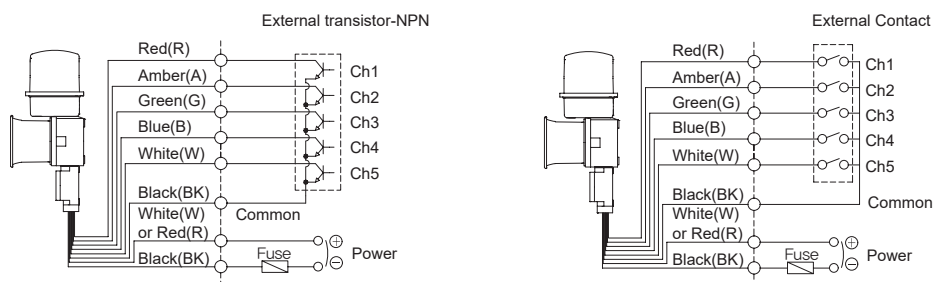 External transistor-NPN
Red(R)
Ch1
Amber(A)
Ch2
Green(G)
Ch3
Blue(B)
Ch4
White(W)
Ch5
Black(BK)
Common
White(W)
or Red(R)
⊕
Fuse
Power
Black(BK)
⊖
External Contact
Red(R)
Ch1
Amber(A)
Ch2
Green(G)
Ch3
Blue(B)
Ch4
White(W)
Ch5
Black(BK)
Common
White(W)
or Red(R)
⊕
Fuse
Power
Black(BK)
⊖